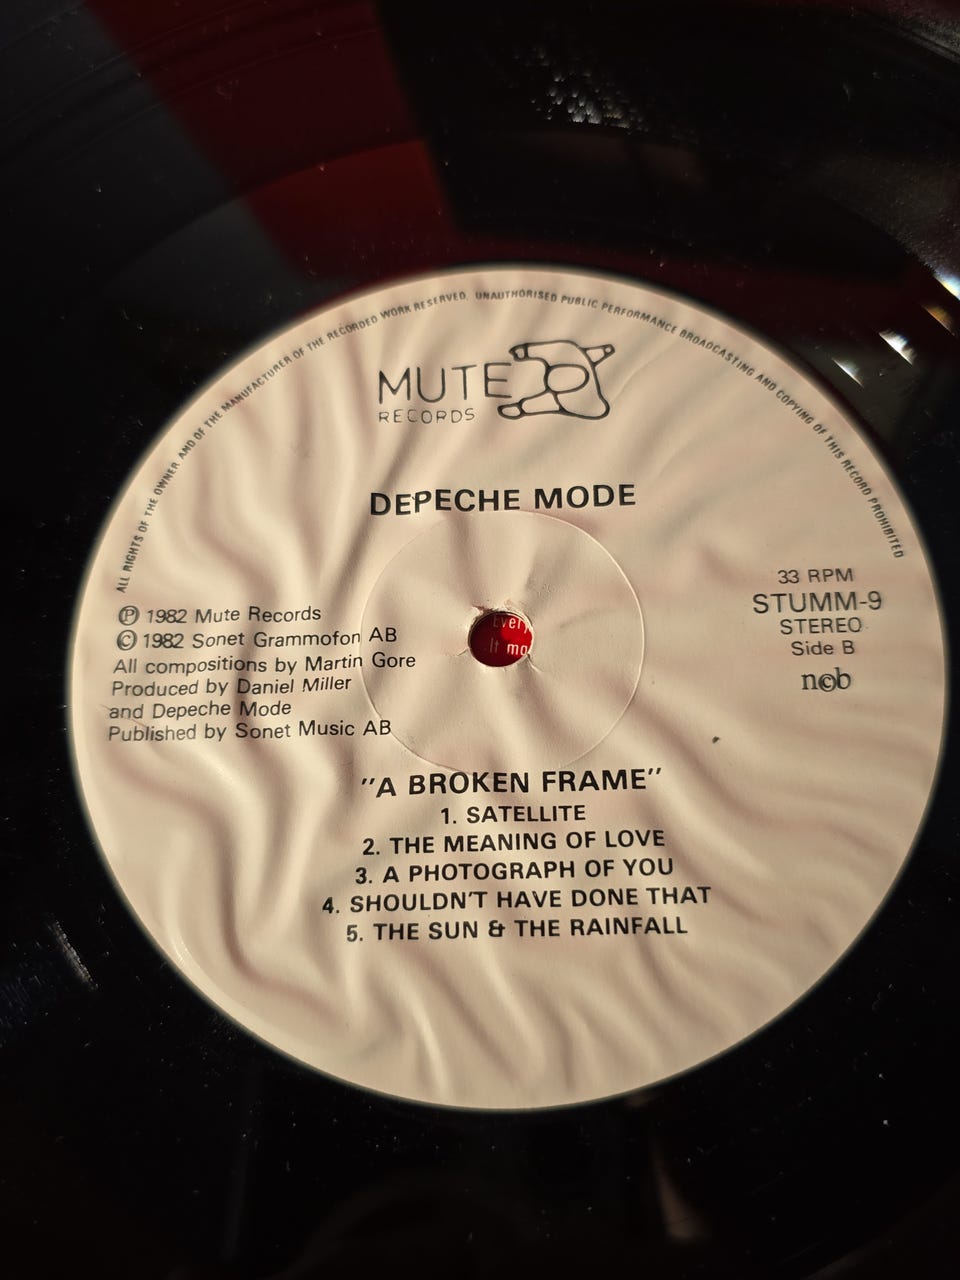 ALL RIGHTS OF THE OWNER AND OF THE MANUFACTURER OF THE RECORDED WORK RESERVED. UNAUTHORISED PUBLIC PERFORMANCE BROADCASTING AND COPYING OF THIS RECORD PROHIBITED
MUTE
RECORDS
DEPECHE MODE
℗ 1982 Mute Records
© 1982 Sonet Grammofon AB
All compositions by Martin Gore
Produced by Daniel Miller
and Depeche Mode
Published by Sonet Music AB
33 RPM
STUMM-9
STEREO
Side B
ncb
Every
It ma
"A BROKEN FRAME"
1. SATELLITE
2. THE MEANING OF LOVE
3. A PHOTOGRAPH OF YOU
4. SHOULDN'T HAVE DONE THAT
5. THE SUN & THE RAINFALL